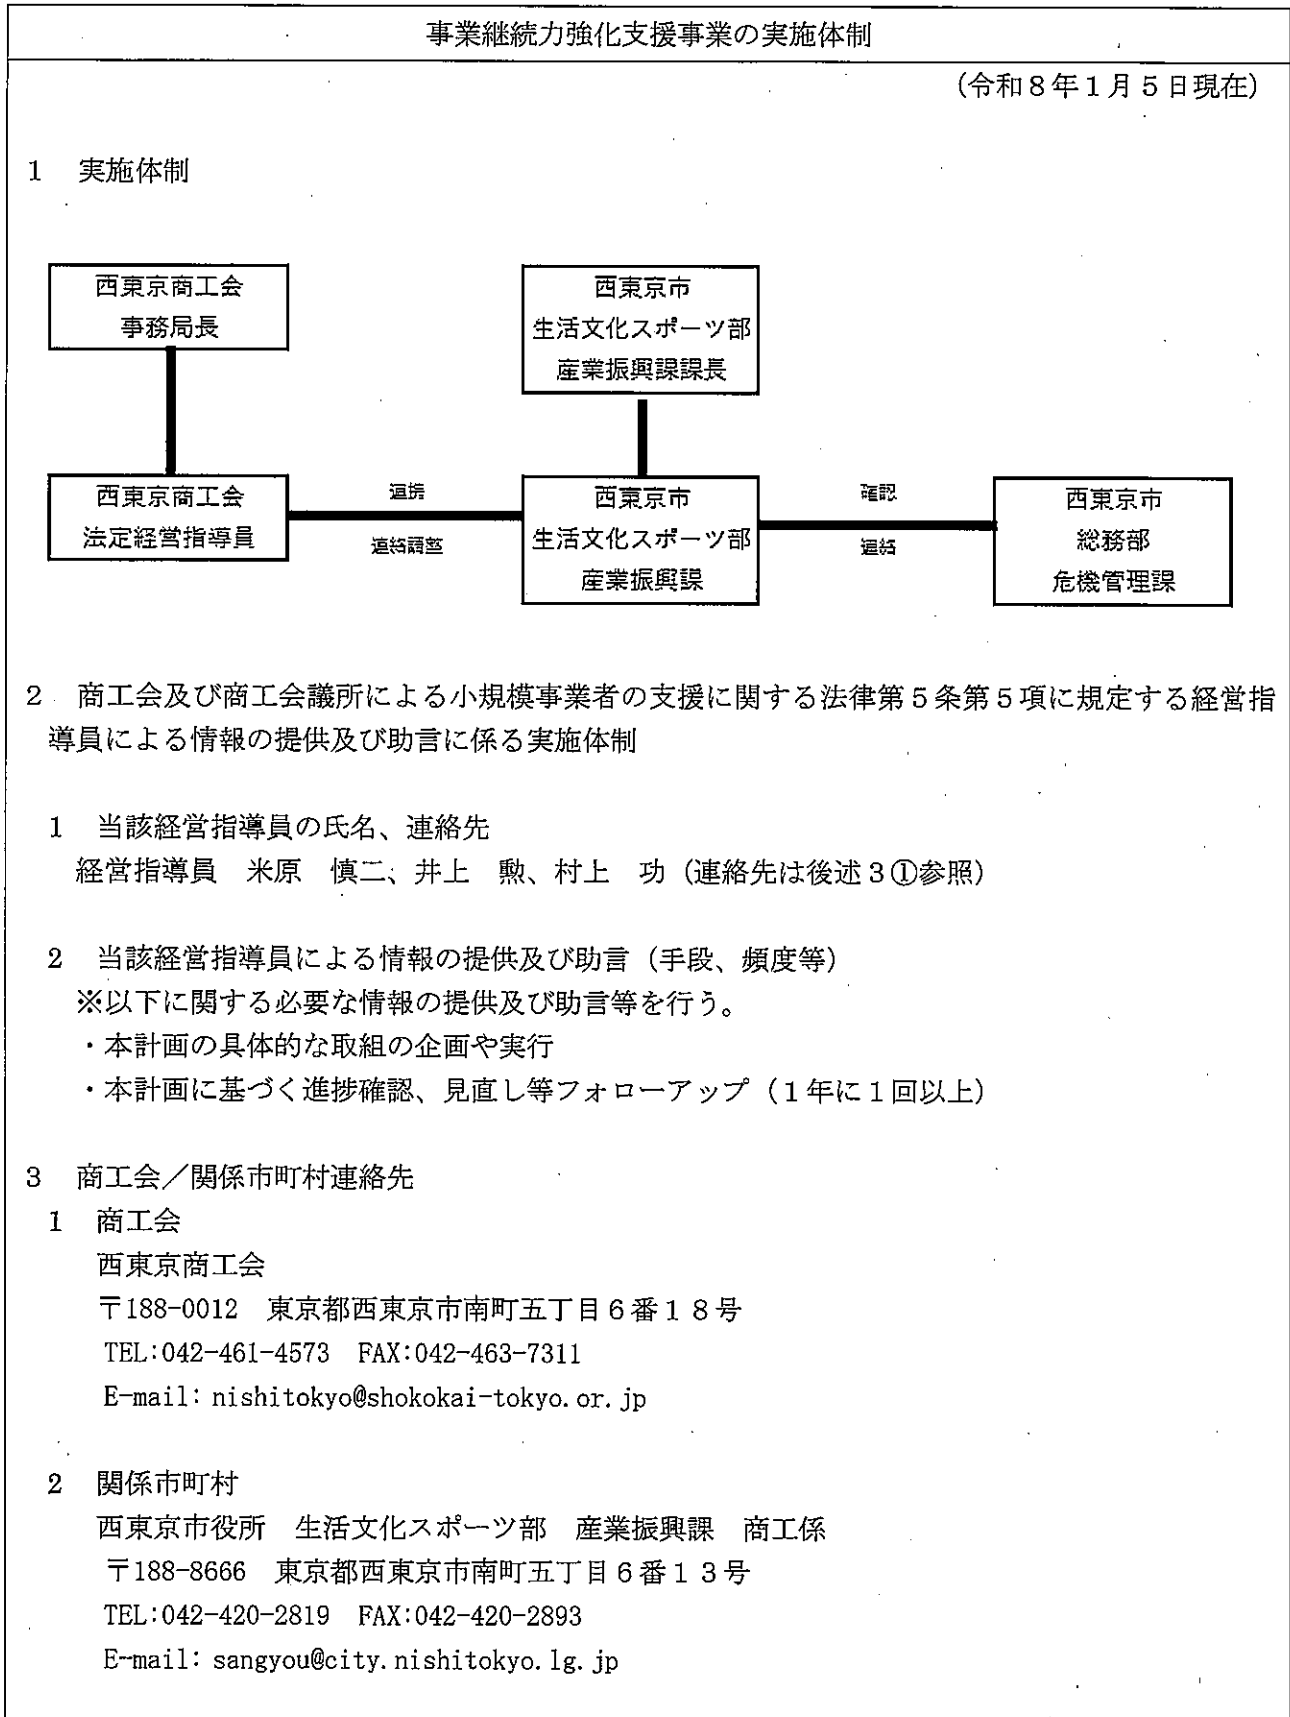 事業継続力強化支援事業の実施体制
（令和８年１月５日現在）
1　実施体制
西東京商工会
事務局長
西東京市
生活文化スポーツ部
産業振興課課長
西東京商工会
法定経営指導員
連携
連絡調整
西東京市
生活文化スポーツ部
産業振興課
確認
連絡
西東京市
総務部
危機管理課
2　商工会及び商工会議所による小規模事業者の支援に関する法律第５条第５項に規定する経営指
導員による情報の提供及び助言に係る実施体制
1　当該経営指導員の氏名、連絡先
経営指導員　米原　慎二、井上　勲、村上　功（連絡先は後述３①参照）
2　当該経営指導員による情報の提供及び助言（手段、頻度等）
※以下に関する必要な情報の提供及び助言等を行う。
・本計画の具体的な取組の企画や実行
・本計画に基づく進捗確認、見直し等フォローアップ（１年に１回以上）
3　商工会／関係市町村連絡先
1　商工会
西東京商工会
〒188-0012　東京都西東京市南町五丁目６番１８号
TEL:042-461-4573　FAX:042-463-7311
E-mail: nishitokyo@shokokai-tokyo.or.jp
2　関係市町村
西東京市役所　生活文化スポーツ部　産業振興課　商工係
〒188-8666　東京都西東京市南町五丁目６番１３号
TEL:042-420-2819　FAX:042-420-2893
E-mail: sangyou@city.nishitokyo.lg.jp